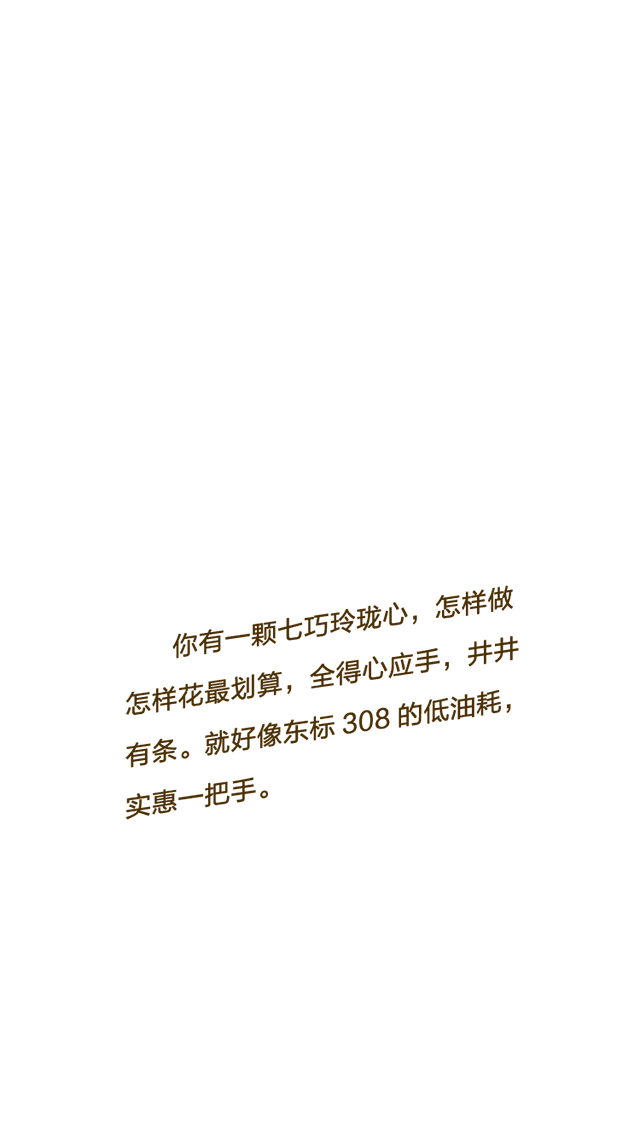 你有一颗七巧玲珑心，怎样做
怎样花最划算，全得心应手，井井
有条。就好像东标 308 的低油耗，
实惠一把手。